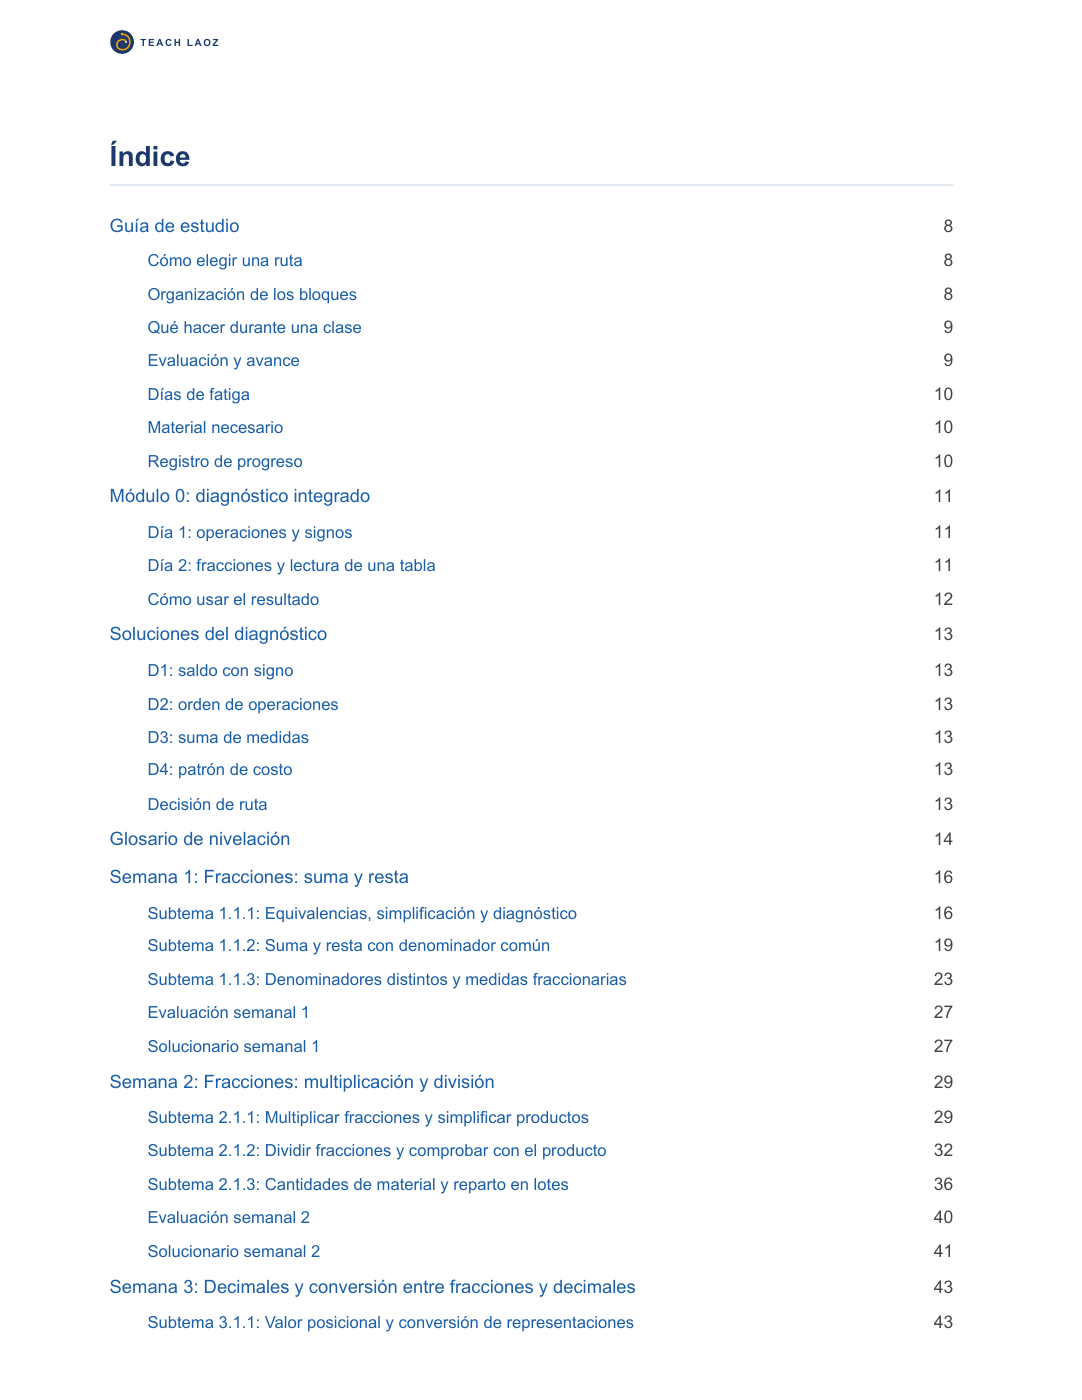 TEACH LAOZ
Índice
Guía de estudio 8
Cómo elegir una ruta 8
Organización de los bloques 8
Qué hacer durante una clase 9
Evaluación y avance 9
Días de fatiga 10
Material necesario 10
Registro de progreso 10
Módulo 0: diagnóstico integrado 11
Día 1: operaciones y signos 11
Día 2: fracciones y lectura de una tabla 11
Cómo usar el resultado 12
Soluciones del diagnóstico 13
D1: saldo con signo 13
D2: orden de operaciones 13
D3: suma de medidas 13
D4: patrón de costo 13
Decisión de ruta 13
Glosario de nivelación 14
Semana 1: Fracciones: suma y resta 16
Subtema 1.1.1: Equivalencias, simplificación y diagnóstico 16
Subtema 1.1.2: Suma y resta con denominador común 19
Subtema 1.1.3: Denominadores distintos y medidas fraccionarias 23
Evaluación semanal 1 27
Solucionario semanal 1 27
Semana 2: Fracciones: multiplicación y división 29
Subtema 2.1.1: Multiplicar fracciones y simplificar productos 29
Subtema 2.1.2: Dividir fracciones y comprobar con el producto 32
Subtema 2.1.3: Cantidades de material y reparto en lotes 36
Evaluación semanal 2 40
Solucionario semanal 2 41
Semana 3: Decimales y conversión entre fracciones y decimales 43
Subtema 3.1.1: Valor posicional y conversión de representaciones 43